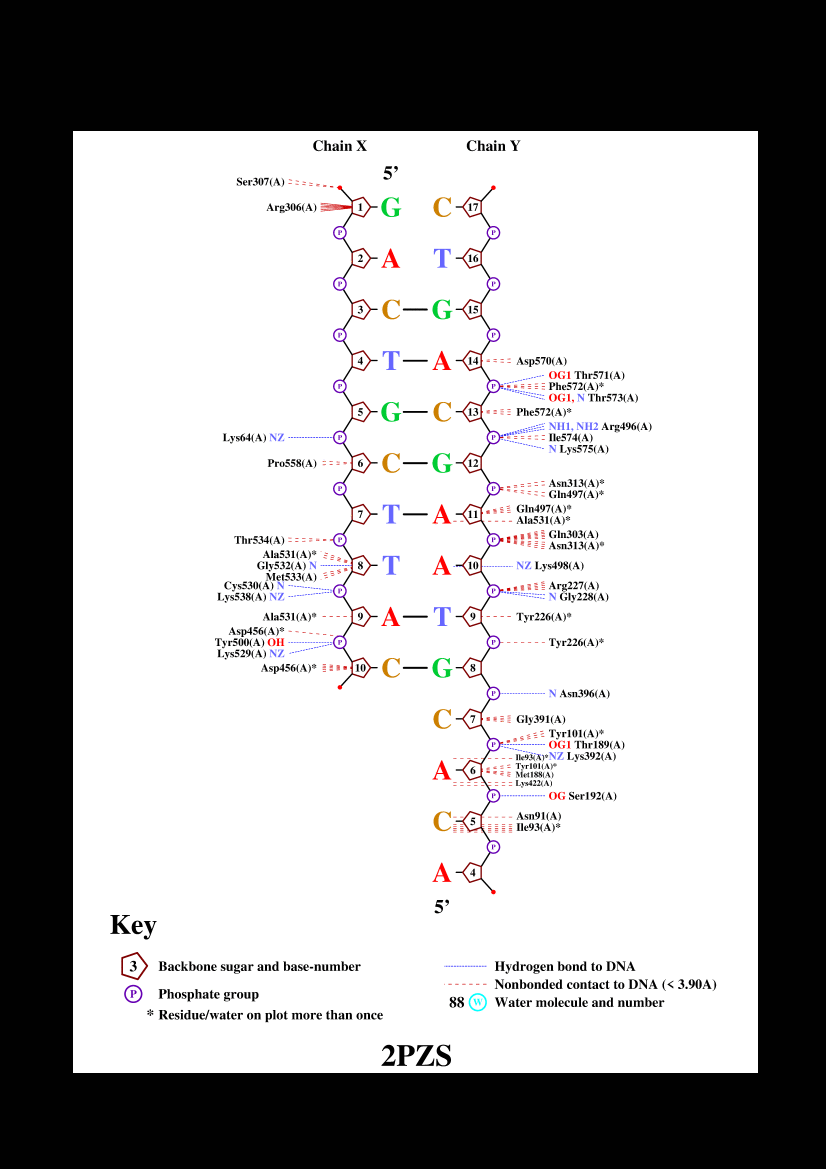 Chain X Chain Y
5’
Ser307(A)
Arg306(A) 1 G C 17
P P
2 A T 16
P P
3 C G 15
P P
4 T A 14 Asp570(A)
OG1 Thr571(A)
P P Phe572(A)*
OG1, N Thr573(A)
5 G C 13 Phe572(A)*
NH1, NH2 Arg496(A)
Lys64(A) NZ P P Ile574(A)
N Lys575(A)
Pro558(A) 6 C G 12
Asn313(A)*
P P Gln497(A)*
Gln497(A)*
7 T A 11
Ala531(A)*
Gln303(A)
Thr534(A) P P
Asn313(A)*
Ala531(A)*
Gly532(A) N 8 T A 10 NZ Lys498(A)
Met533(A)
Cys530(A) N Arg227(A)
P P
Lys538(A) NZ N Gly228(A)
Ala531(A)* 9 A T 9 Tyr226(A)*
Asp456(A)*
Tyr500(A) OH P P Tyr226(A)*
Lys529(A) NZ
Asp456(A)* 10 C G 8
P N Asn396(A)
C 7 Gly391(A)
Tyr101(A)*
P OG1 Thr189(A)
NZ Lys392(A)
Ile93(A)*
Tyr101(A)*
A 6
Met188(A)
Lys422(A)
P OG Ser192(A)
Asn91(A)
C 5
Ile93(A)*
P
A 4
5’
Key
3 Backbone sugar and base-number
P Phosphate group
* Residue/water on plot more than once
Hydrogen bond to DNA
Nonbonded contact to DNA (< 3.90A)
88 W Water molecule and number
2PZS